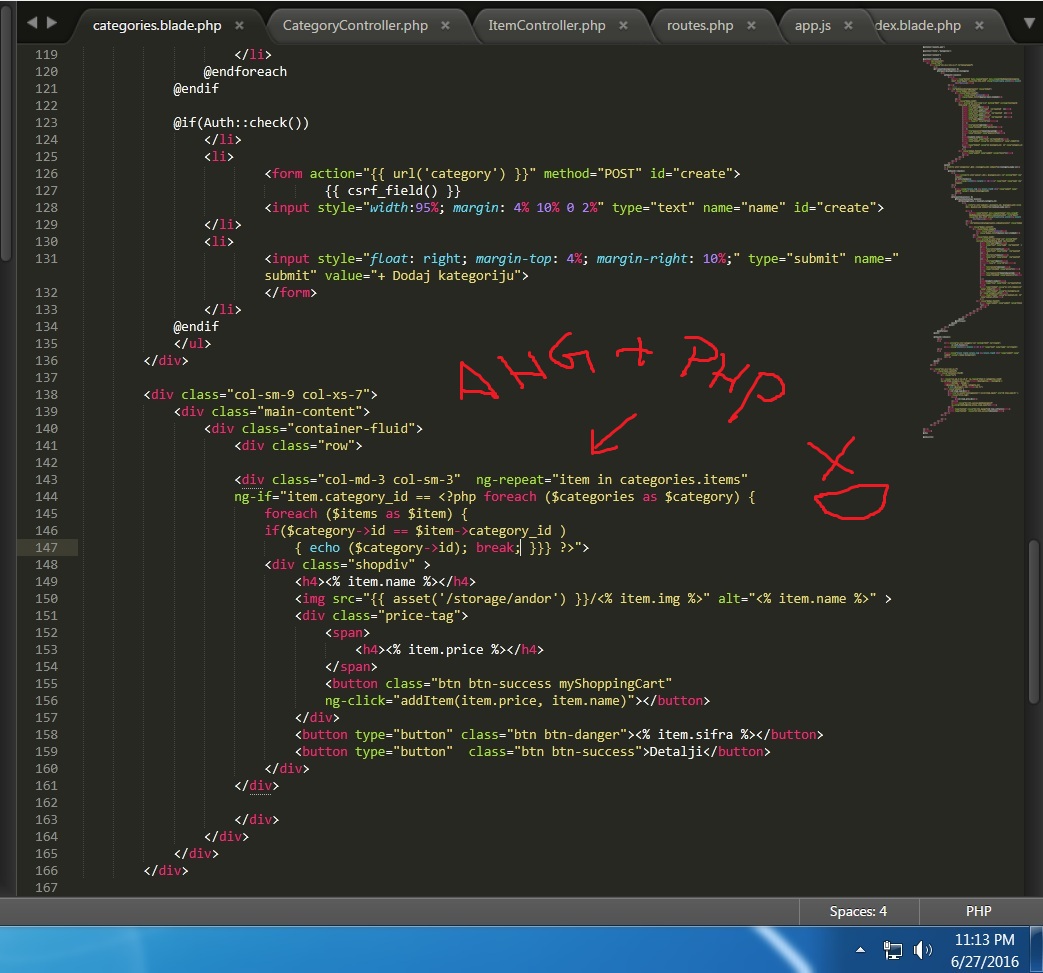 categories.blade.php × CategoryController.php × ItemController.php × routes.php × app.js × dex.blade.php ×
119 </li>
120 @endforeach
121 @endif
122
123 @if(Auth::check())
124 </li>
125 <li>
126 <form action="{{ url('category') }}" method="POST" id="create">
127 {{ csrf_field() }}
128 <input style="width:95%; margin: 4% 10% 0 2%" type="text" name="name" id="create">
129 </li>
130 <li>
131 <input style="float: right; margin-top: 4%; margin-right: 10%;" type="submit" name="
submit" value="+ Dodaj kategoriju">
132 </form>
133 </li>
134 @endif
135 </ul>
136 </div>
137
ANG + PHP
138 <div class="col-sm-9 col-xs-7">
139 <div class="main-content">
140 <div class="container-fluid">
141 <div class="row">
142
143 <div class="col-md-3 col-sm-3"  ng-repeat="item in categories.items"
144 ng-if="item.category_id == <?php foreach ($categories as $category) {
145 foreach ($items as $item) {
146 if($category->id == $item->category_id )
147 { echo ($category->id); break; }}} ?>">
148 <div class="shopdiv" >
149 <h4><% item.name %></h4>
150 <img src="{{ asset('/storage/andor') }}/<% item.img %>" alt="<% item.name %>" >
151 <div class="price-tag">
152 <span>
153 <h4><% item.price %></h4>
154 </span>
155 <button class="btn btn-success myShoppingCart"
156 ng-click="addItem(item.price, item.name)"></button>
157 </div>
158 <button type="button" class="btn btn-danger"><% item.sifra %></button>
159 <button type="button"  class="btn btn-success">Detalji</button>
160 </div>
161 </div>
162
163 </div>
164 </div>
165 </div>
166 </div>
167
Spaces: 4 PHP
11:13 PM
6/27/2016